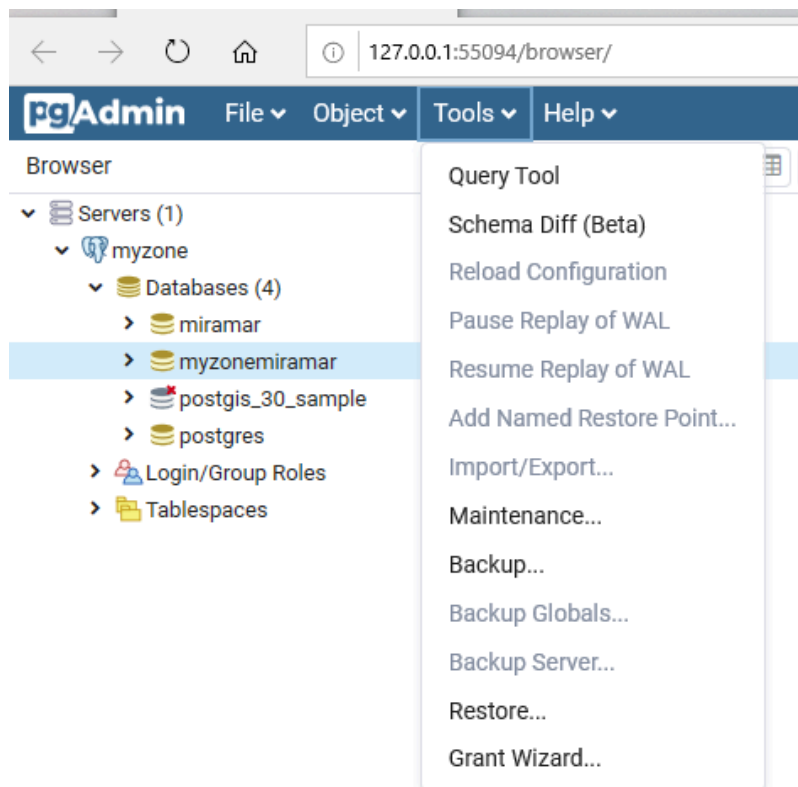 127.0.0.1:55094/browser/
pgAdmin File Object Tools Help
Browser
Servers (1)
myzone
Databases (4)
miramar
myzonemiramar
postgis_30_sample
postgres
Login/Group Roles
Tablespaces
Query Tool
Schema Diff (Beta)
Reload Configuration
Pause Replay of WAL
Resume Replay of WAL
Add Named Restore Point...
Import/Export...
Maintenance...
Backup...
Backup Globals...
Backup Server...
Restore...
Grant Wizard...